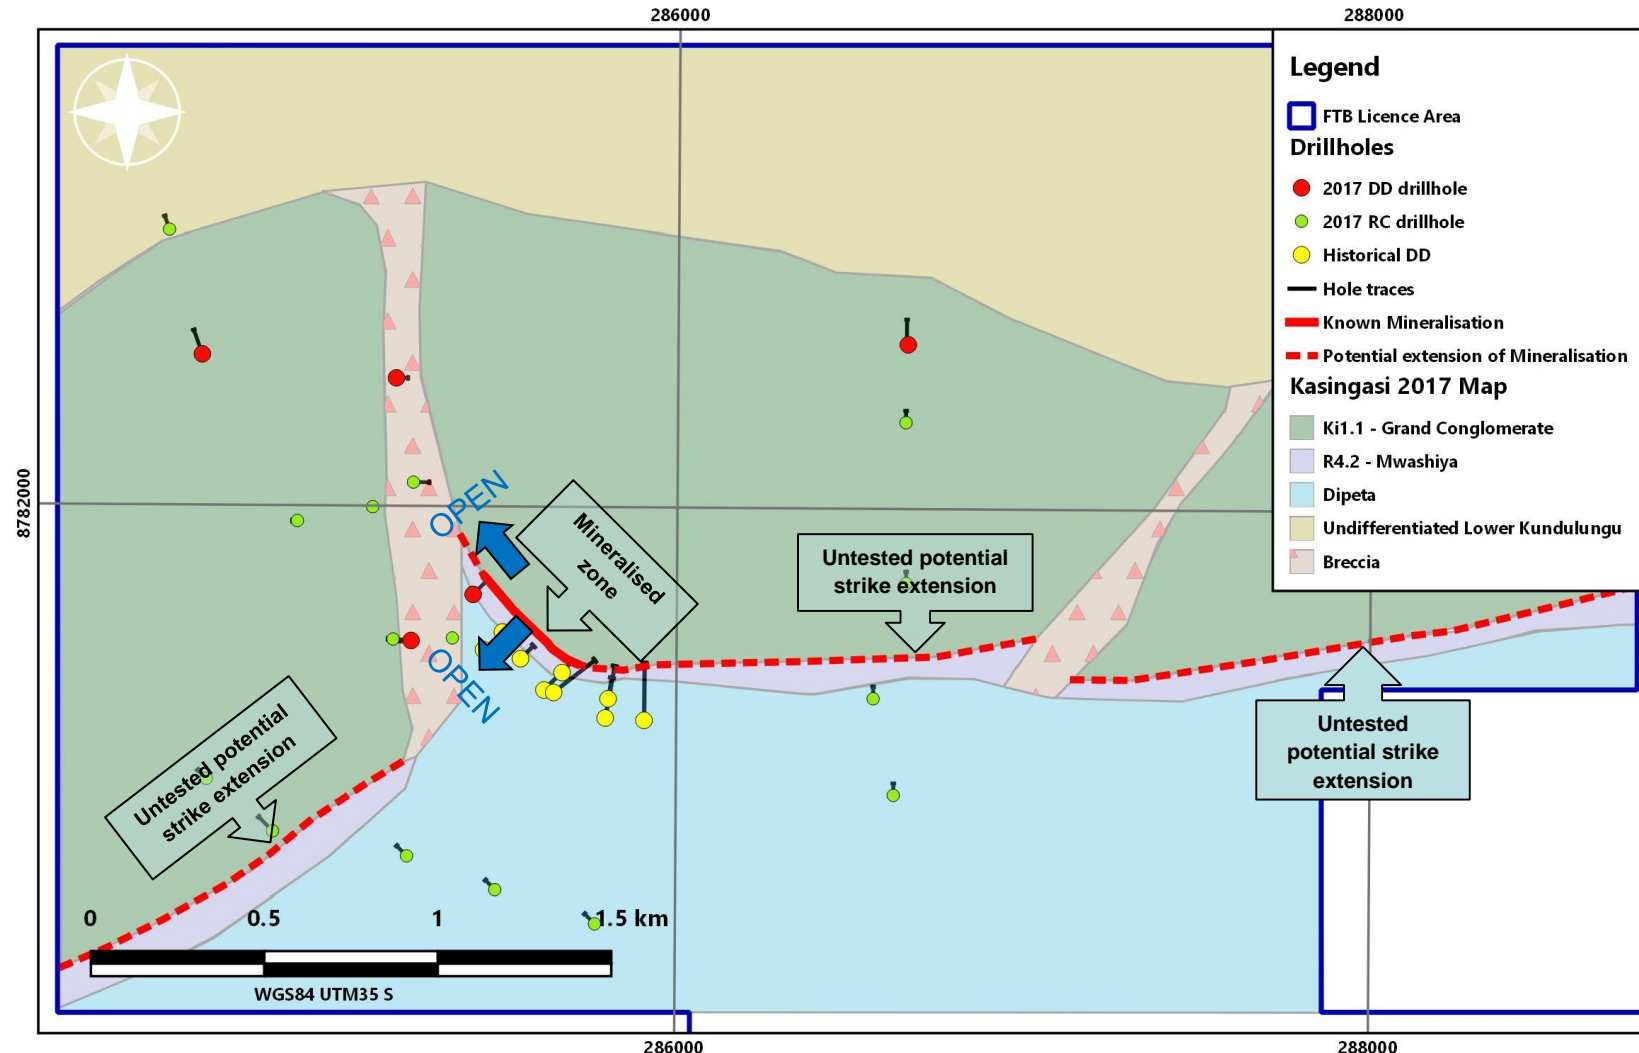 286000
288000
Legend
FTB Licence Area
Drillholes
2017 DD drillhole
2017 RC drillhole
Historical DD
Hole traces
Known Mineralisation
Potential extension of Mineralisation
Kasingasi 2017 Map
Ki1.1 - Grand Conglomerate
R4.2 - Mwashiya
Dipeta
Undifferentiated Lower Kundulungu
Breccia
8782000
OPEN
Mineralised
zone
Untested potential
strike extension
OPEN
Untested potential
strike extension
Untested
potential strike
extension
0 0.5 1 1.5 km
WGS84 UTM35 S
286000
288000